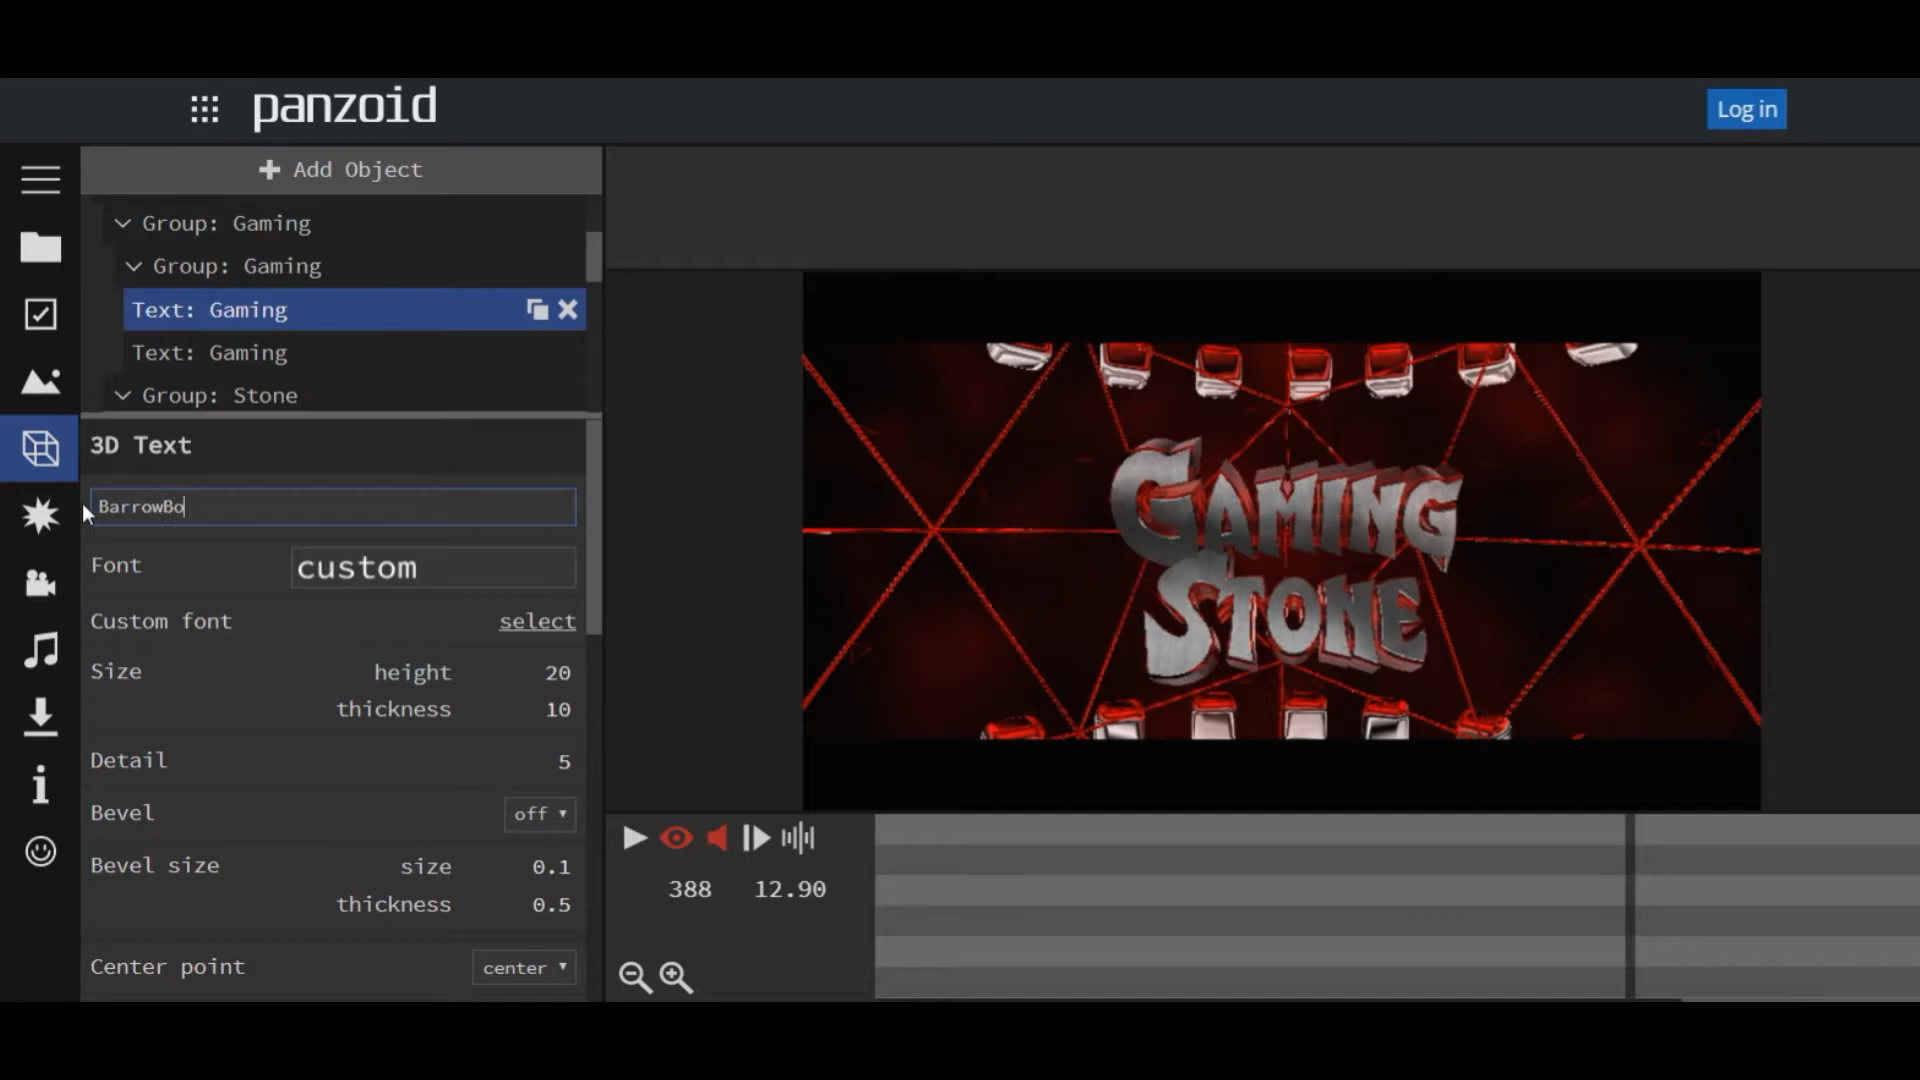 panzoid
Log in
Add Object
Group: Gaming
Group: Gaming
Text: Gaming
Text: Gaming
Group: Stone
3D Text
BarrowBo
Font custom
Custom font select
Size height 20
thickness 10
Detail 5
Bevel off
Bevel size size 0.1
thickness 0.5
Center point center
GAMING
STONE
388 12.90